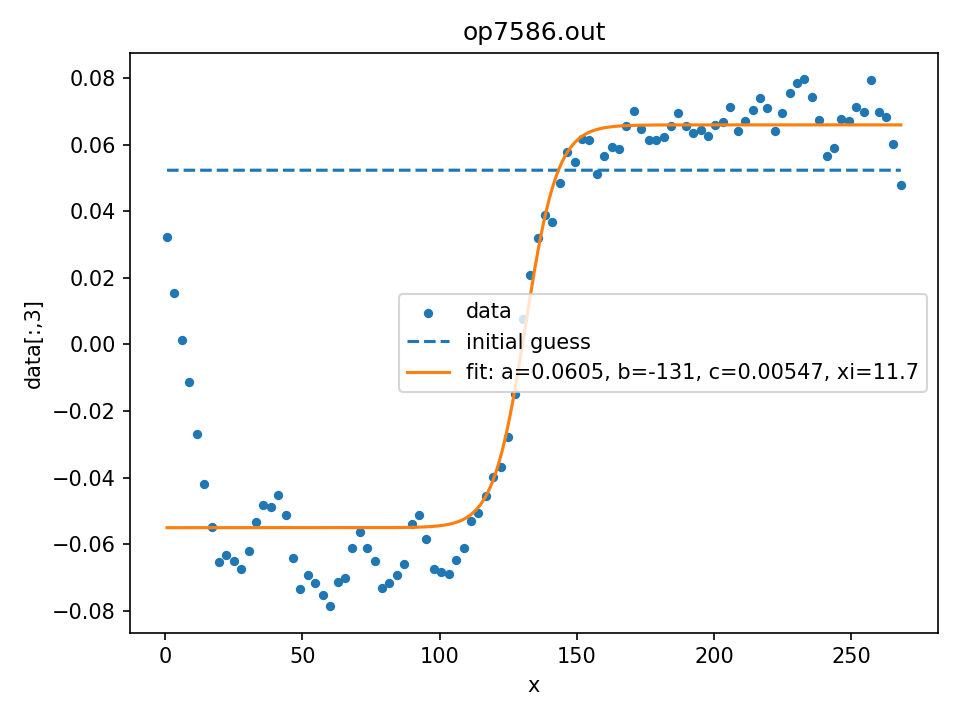 op7586.out
0.08
0.06
0.04
0.02
0.00
−0.02
−0.04
−0.06
−0.08
data[:,3]
data
initial guess
fit: a=0.0605, b=-131, c=0.00547, xi=11.7
0 50 100 150 200 250
x